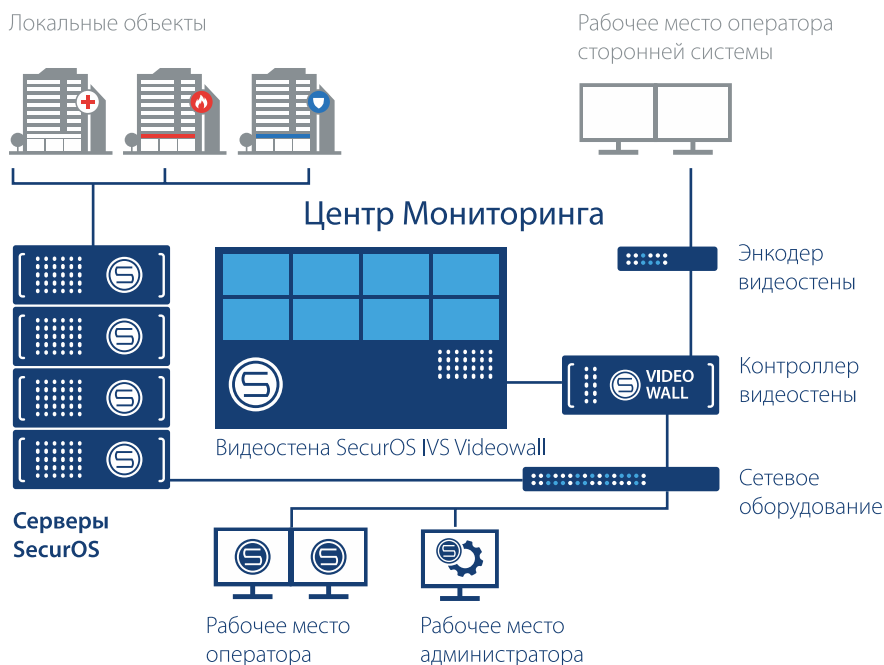 Локальные объекты
Рабочее место оператора
сторонней системы
Центр Мониторинга
Энкодер
видеостены
VIDEO
WALL
Контроллер
видеостены
Видеостена SecurOS IVS Videowall
Сетевое
оборудование
Серверы
SecurOS
Рабочее место
оператора
Рабочее место
администратора